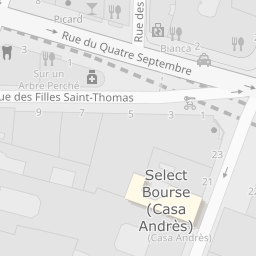 Picard
Rue des
Rue du Quatre Septembre
Bianca
Sur un
Arbre Perché
ue des Filles Saint-Thomas
9
7
5
3
1
23
21
Select
Bourse
(Casa
Andrès)
(Casa Andrès)